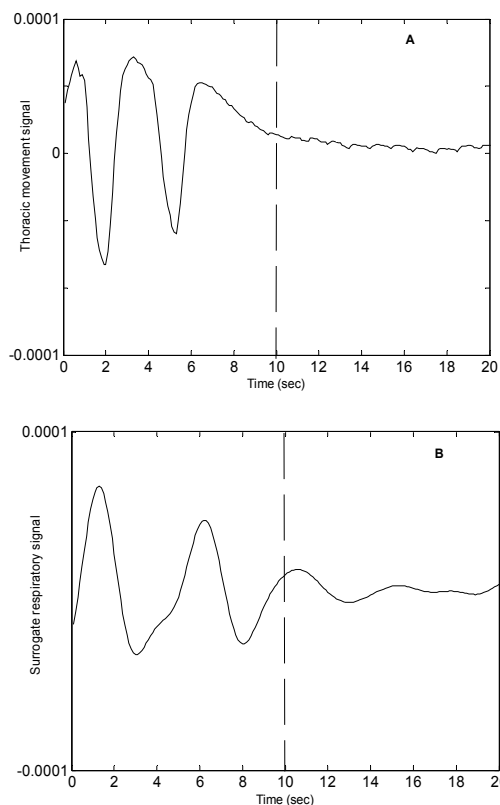 0.0001
A
Thoracic movement signal
0
-0.0001
0 2 4 6 8 10 12 14 16 18 20
Time (sec)
0.0001
B
Surrogate respiratory signal
-0.0001
0 2 4 6 8 10 12 14 16 18 20
Time (sec)